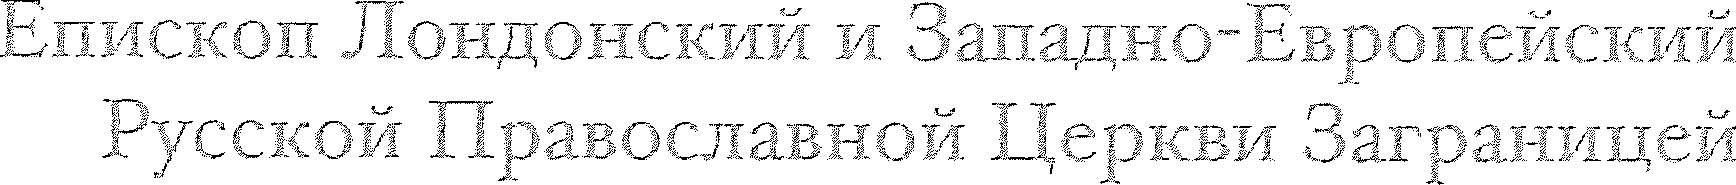 Епископ Лондонский и Западно-Европейский
Русской Православной Церкви Заграницей